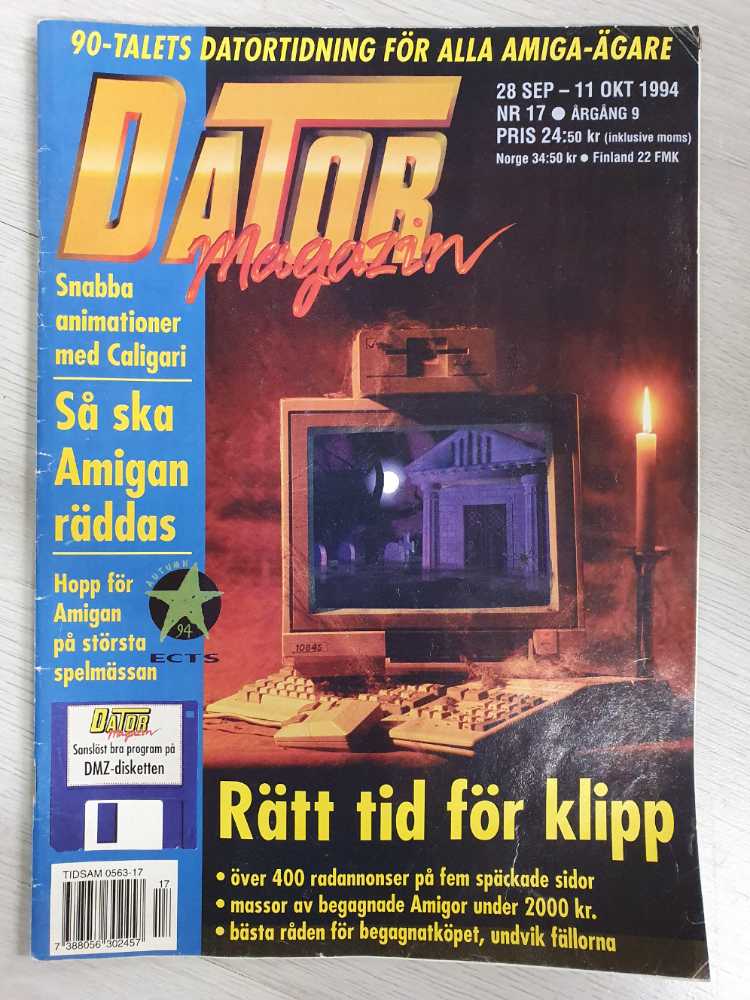 90-TALETS DATORTIDNING FÖR ALLA AMIGA-ÄGARE
28 SEP – 11 OKT 1994
NR 17 ● ÅRGÅNG 9
PRIS 24:50 kr (inklusive moms)
Norge 34:50 kr ● Finland 22 FMK
DATOR
Magazin
Snabba
animationer
med Caligari
Så ska
Amigan
räddas
Hopp för
Amigan
på största
spelmässan
AUTUMN
94
ECTS
1084S
DATOR
Magazin
Sanslöst bra program på
DMZ-disketten
Rätt tid för klipp
• över 400 radannonser på fem späckade sidor
• massor av begagnade Amigor under 2000 kr.
• bästa råden för begagnatköpet, undvik fällorna
TIDSAM 0563-17
17
7 388056 302457